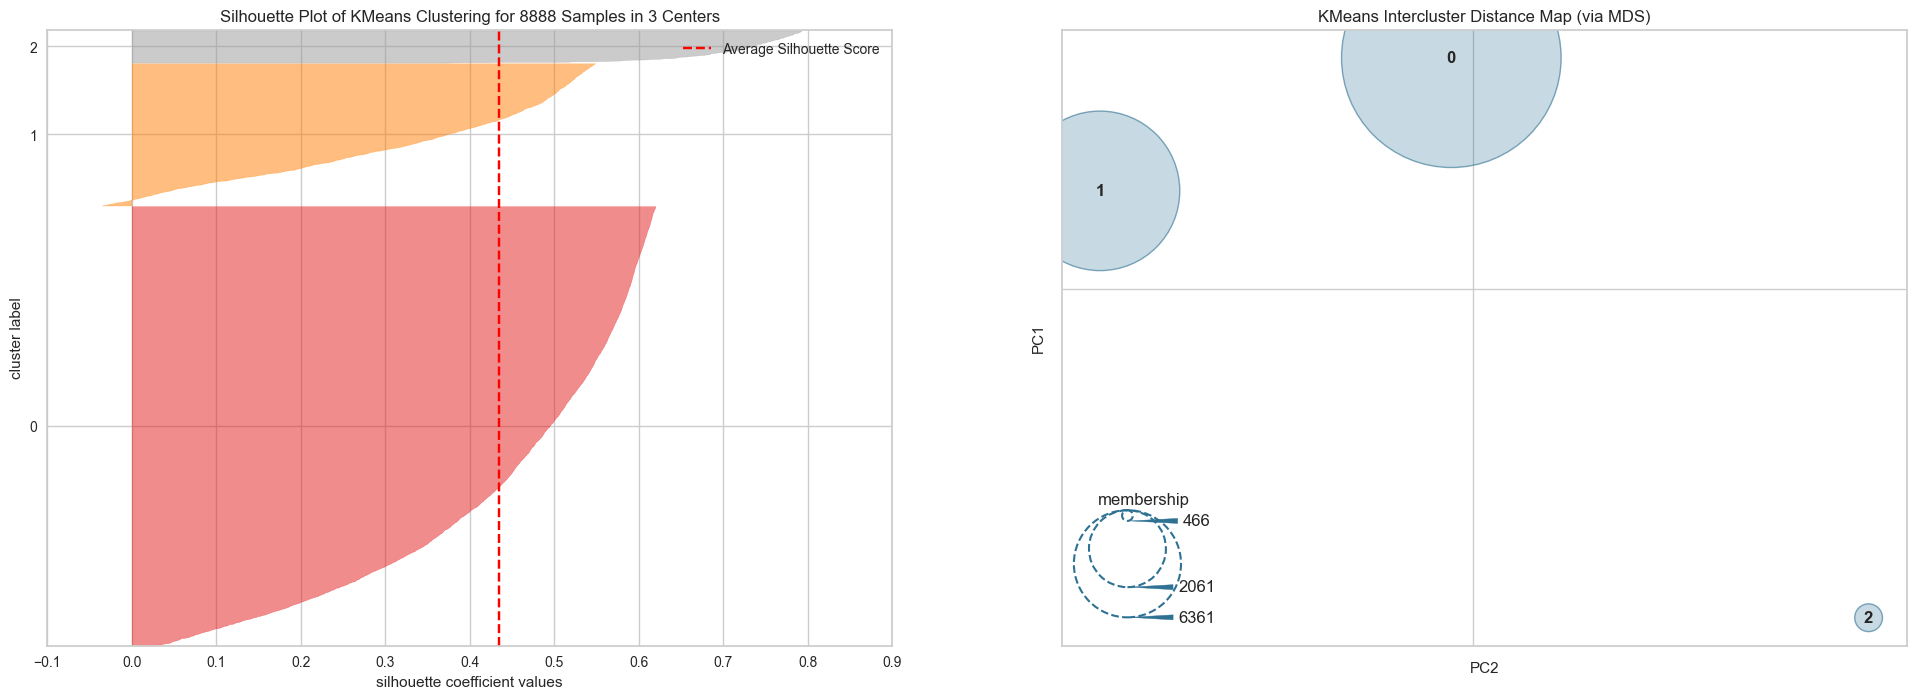 Silhouette Plot of KMeans Clustering for 8888 Samples in 3 Centers
Average Silhouette Score
2
1
0
cluster label
−0.1 0.0 0.1 0.2 0.3 0.4 0.5 0.6 0.7 0.8 0.9
silhouette coefficient values
KMeans Intercluster Distance Map (via MDS)
0
1
2
PC1
membership
466
2061
6361
PC2